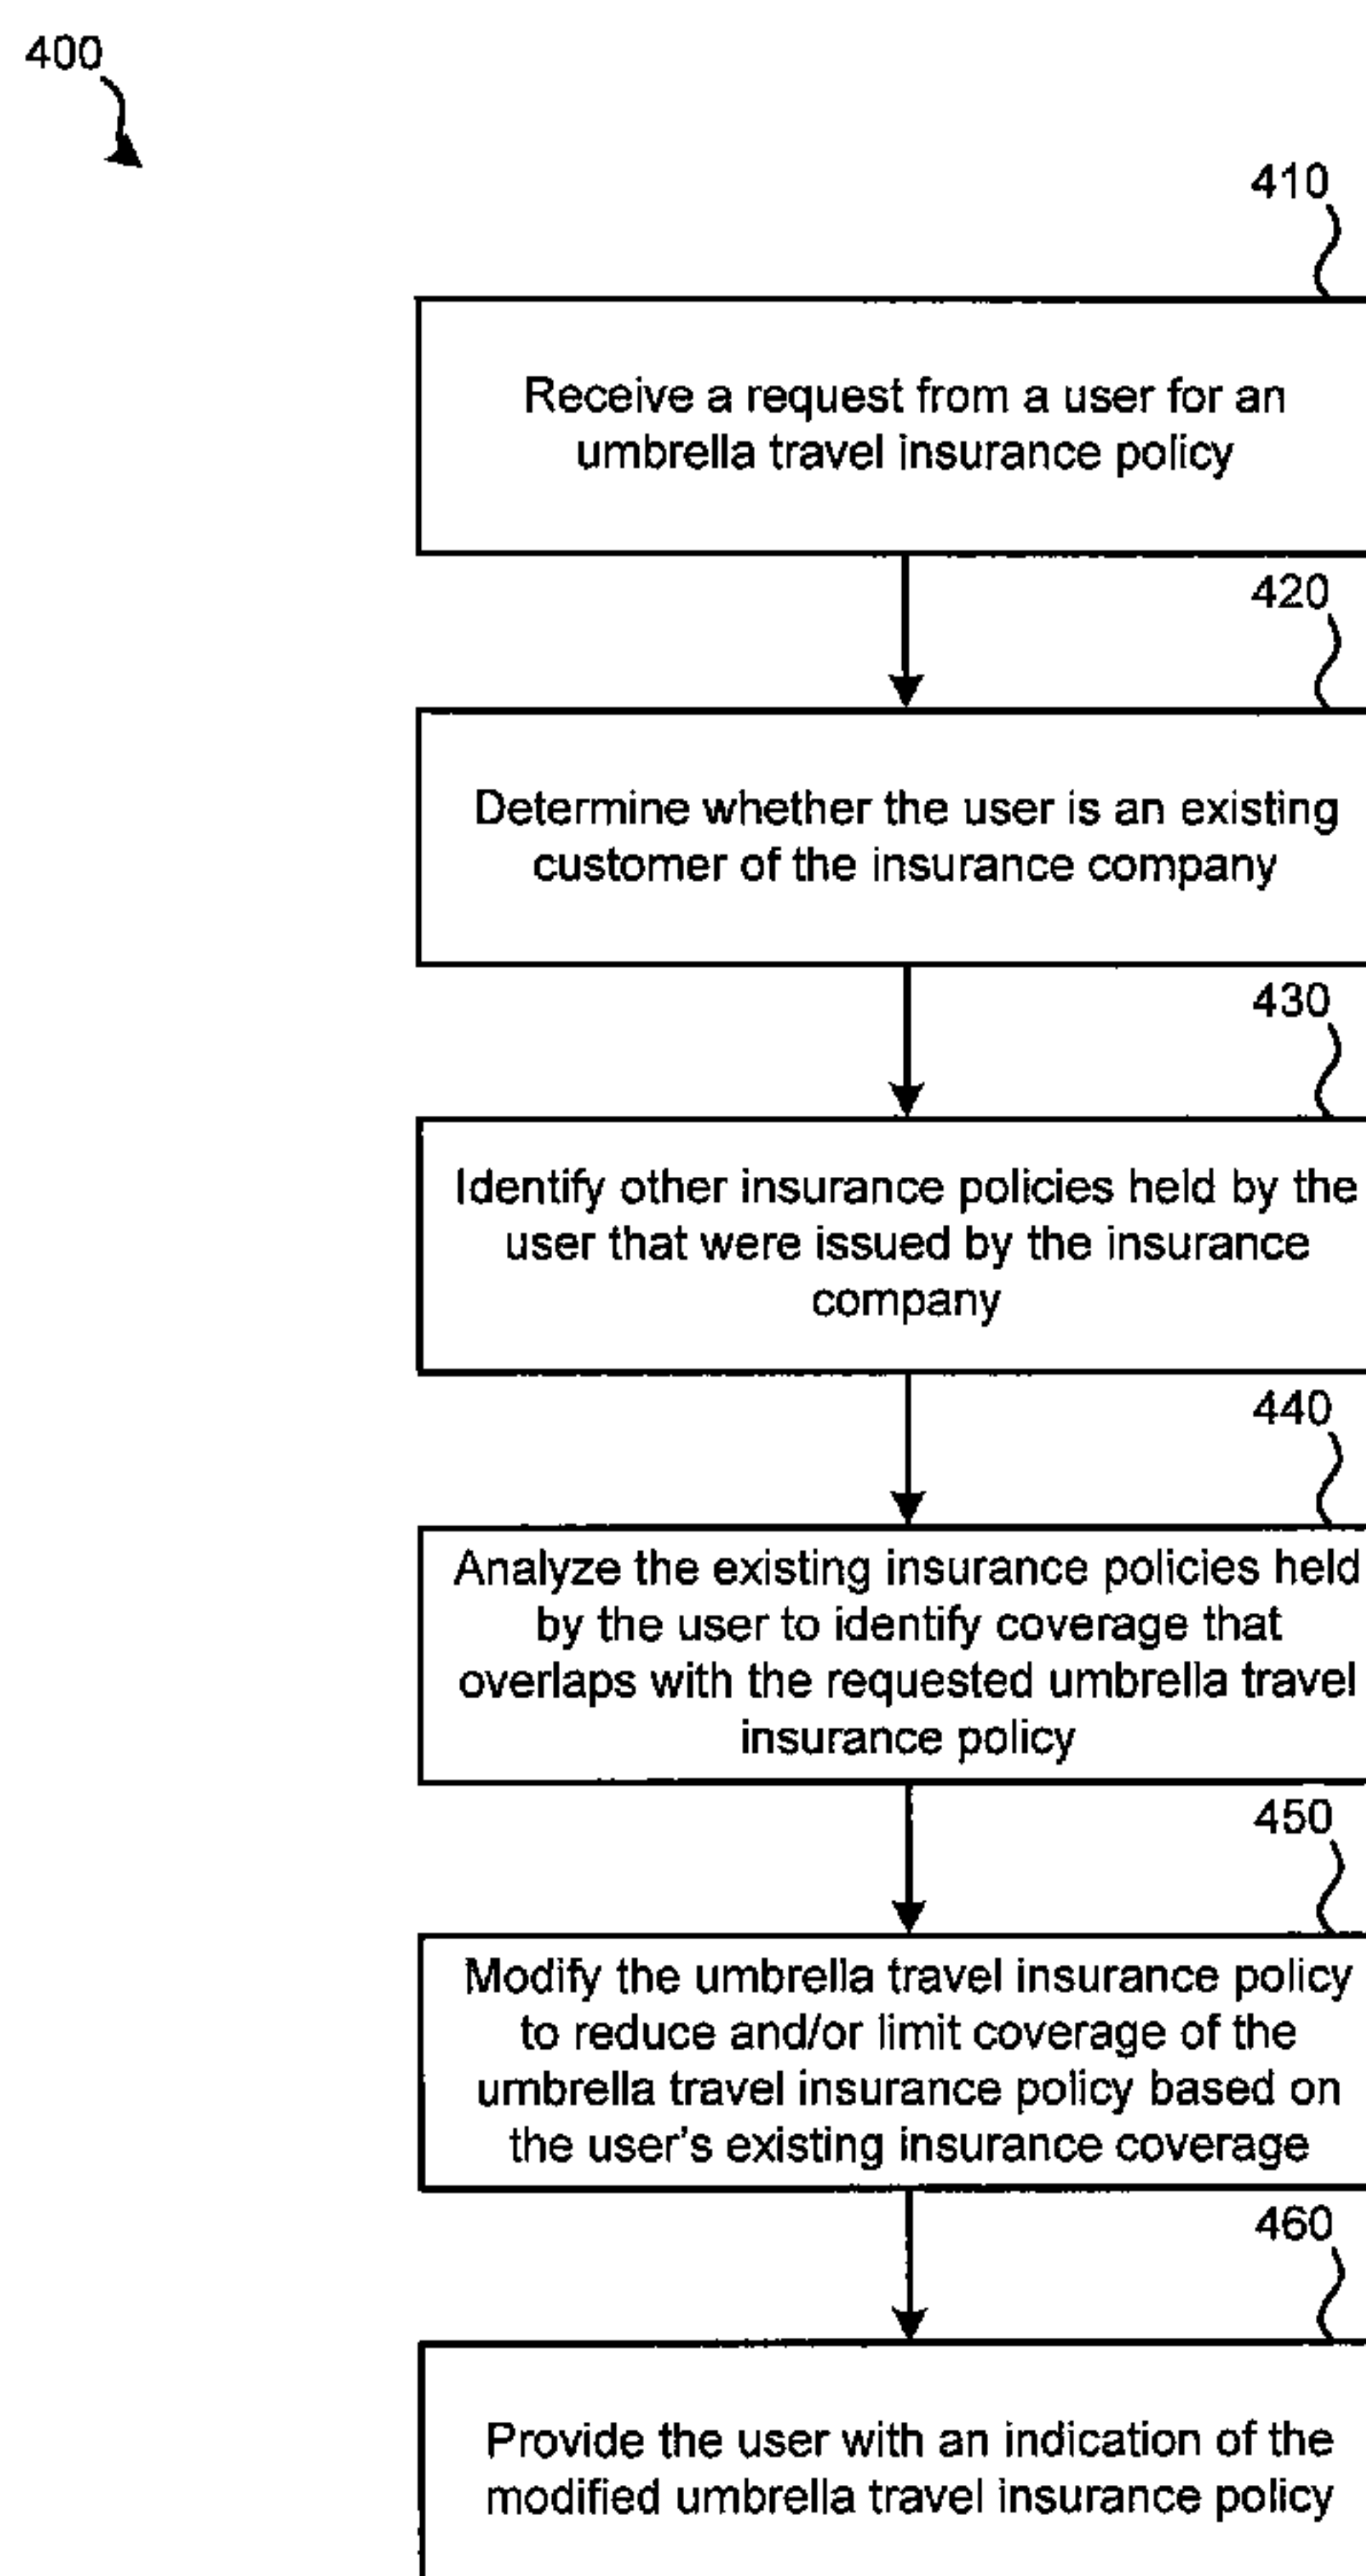 400
410
Receive a request from a user for an
umbrella travel insurance policy
420
Determine whether the user is an existing
customer of the insurance company
430
Identify other insurance policies held by the
user that were issued by the insurance
company
440
Analyze the existing insurance policies held
by the user to identify coverage that
overlaps with the requested umbrella travel
insurance policy
450
Modify the umbrella travel insurance policy
to reduce and/or limit coverage of the
umbrella travel insurance policy based on
the user's existing insurance coverage
460
Provide the user with an indication of the
modified umbrella travel insurance policy